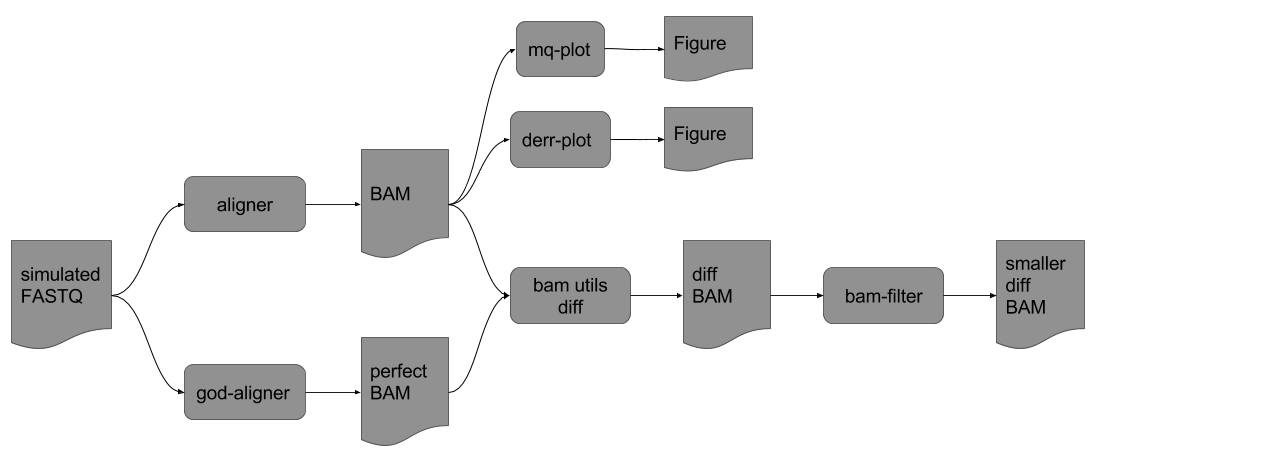 mq-plot
Figure
derr-plot
Figure
aligner
BAM
simulated
FASTQ
bam utils
diff
diff
BAM
bam-filter
smaller
diff
BAM
god-aligner
perfect
BAM